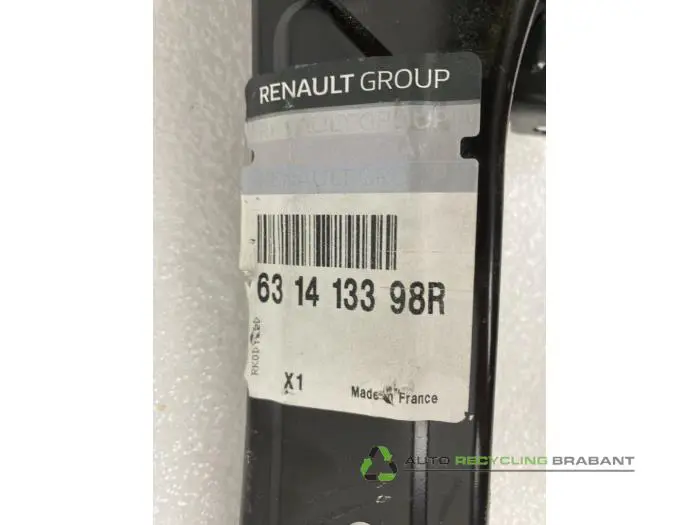 RENAULT GROUP
63 14 133 98R
X1
Made in France
AUTO RECYCLING BRABANT